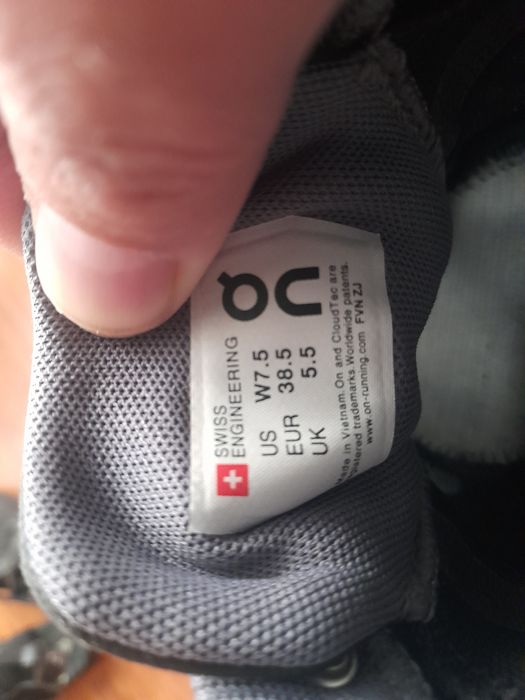 On
SWISS
ENGINEERING
US W7.5
EUR 38.5
UK 5.5
Made in Vietnam.On and CloudTec are
registered trademarks.Worldwide patents.
www.on-running.com FVN ZJ